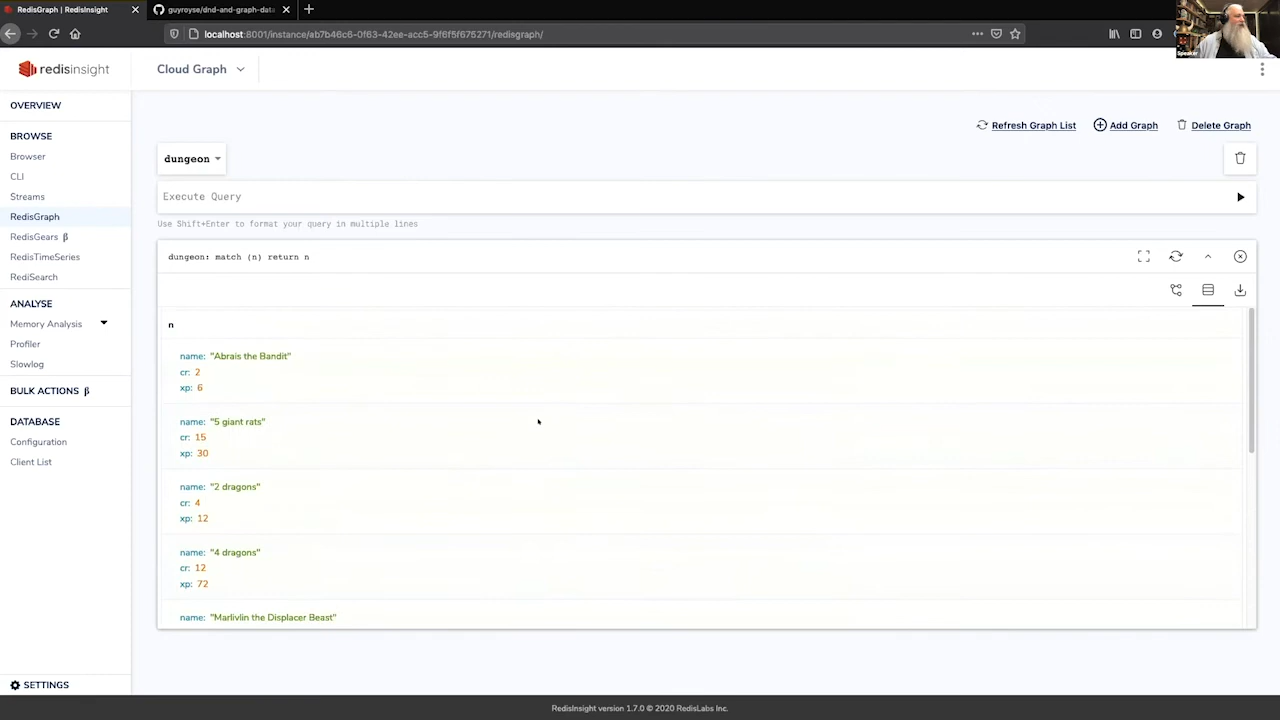 RedisGraph | RedisInsight
guyroyse/dnd-and-graph-data
localhost:8001/instance/ab7b46c6-0f63-42ee-acc5-9f6f5f675271/redisgraph/
Speaker
redisinsight
Cloud Graph
OVERVIEW
BROWSE
Browser
CLI
Streams
RedisGraph
RedisGears β
RedisTimeSeries
RediSearch
ANALYSE
Memory Analysis
Profiler
Slowlog
BULK ACTIONS β
DATABASE
Configuration
Client List
SETTINGS
Refresh Graph List
Add Graph
Delete Graph
dungeon
Execute Query
Use Shift+Enter to format your query in multiple lines
dungeon: match (n) return n
n
name: "Abrais the Bandit"
cr: 2
xp: 6
name: "5 giant rats"
cr: 15
xp: 30
name: "2 dragons"
cr: 4
xp: 12
name: "4 dragons"
cr: 12
xp: 72
name: "Marlivlin the Displacer Beast"
RedisInsight version 1.7.0 © 2020 RedisLabs Inc.